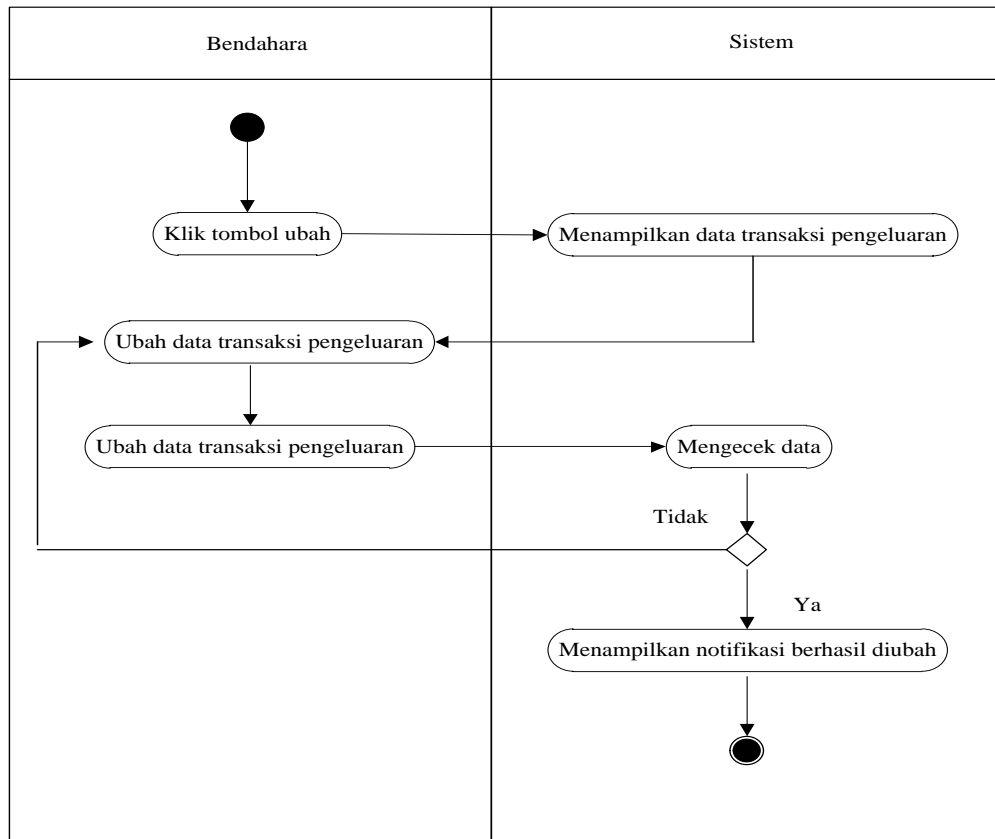 Bendahara
Sistem
Klik tombol ubah
Menampilkan data transaksi pengeluaran
Ubah data transaksi pengeluaran
Ubah data transaksi pengeluaran
Mengecek data
Tidak
Ya
Menampilkan notifikasi berhasil diubah